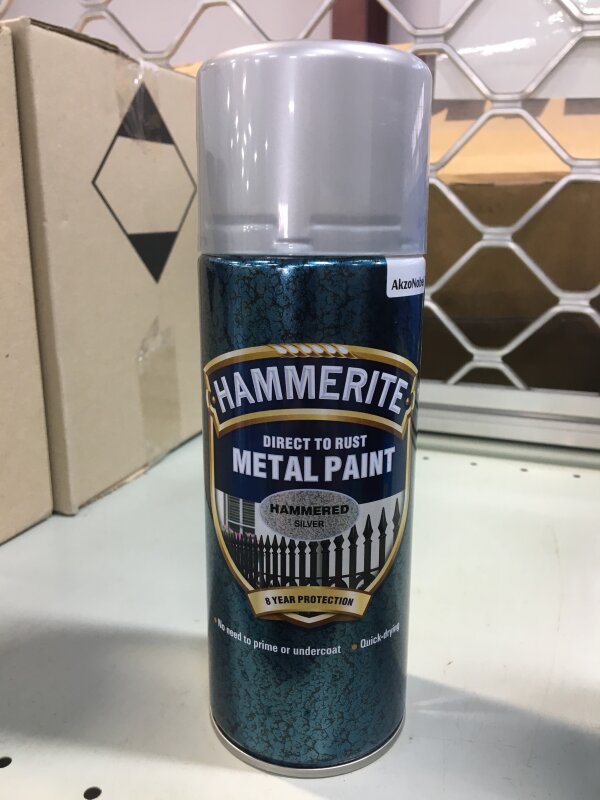 AkzoNobel
HAMMERITE
DIRECT TO RUST
METAL PAINT
HAMMERED
SILVER
8 YEAR PROTECTION
• No need to prime or undercoat • Quick-drying